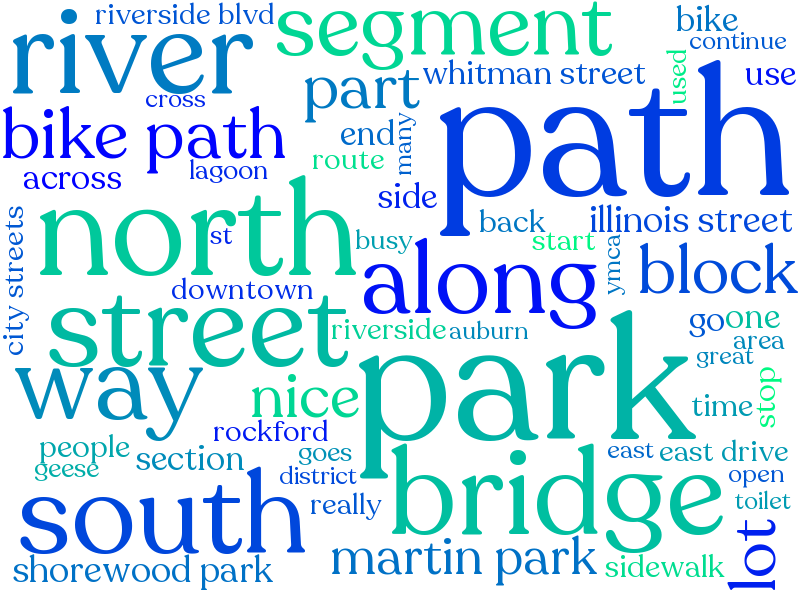 riverside blvd
river
segment
bike
continue
whitman street
used
use
part
cross
path
bike path
end
many
route
lagoon
across
side
north
st
back
illinois street
busy
start
ymca
along
block
city streets
downtown
street
riverside
auburn
go
one
area
great
park
way
nice
time
stop
rockford
people
geese
section
goes
district
east
east drive
open
toilet
bridge
really
south
lot
martin park
sidewalk
shorewood park